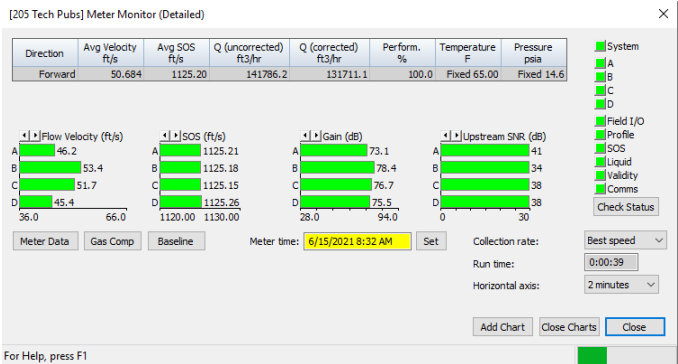 [205 Tech Pubs] Meter Monitor (Detailed)
Direction Avg Velocity ft/s Avg SOS ft/s Q (uncorrected) ft3/hr Q (corrected) ft3/hr Perform. % Temperature F Pressure psia
Forward 50.684 1125.20 141786.2 131711.1 100.0 Fixed 65.00 Fixed 14.6
System
A
B
C
D
Field I/O
Profile
SOS
Liquid
Validity
Comms
Check Status
Flow Velocity (ft/s) SOS (ft/s) Gain (dB) Upstream SNR (dB)
A 46.2 A 1125.21 A 73.1 A 41
B 53.4 B 1125.18 B 78.4 B 34
C 51.7 C 1125.15 C 76.7 C 38
D 45.4 D 1125.26 D 75.5 D 38
36.0 66.0 1120.00 1130.00 28.0 94.0 0 30
Meter Data Gas Comp Baseline Meter time: 6/15/2021 8:32 AM Set Collection rate: Best speed
Run time: 0:00:39
Horizontal axis: 2 minutes
Add Chart Close Charts Close
For Help, press F1